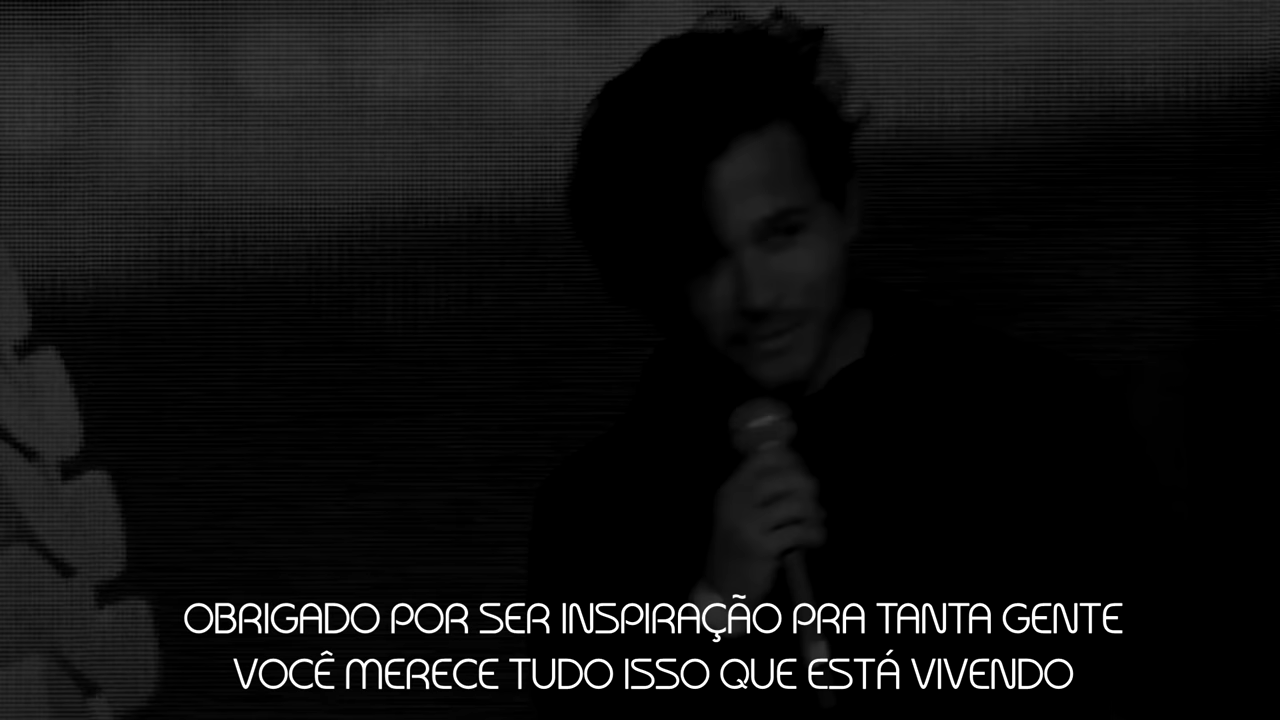 OBRIGADO POR SER INSPIRAÇÃO PRA TANTA GENTE
VOCÊ MERECE TUDO ISSO QUE ESTÁ VIVENDO